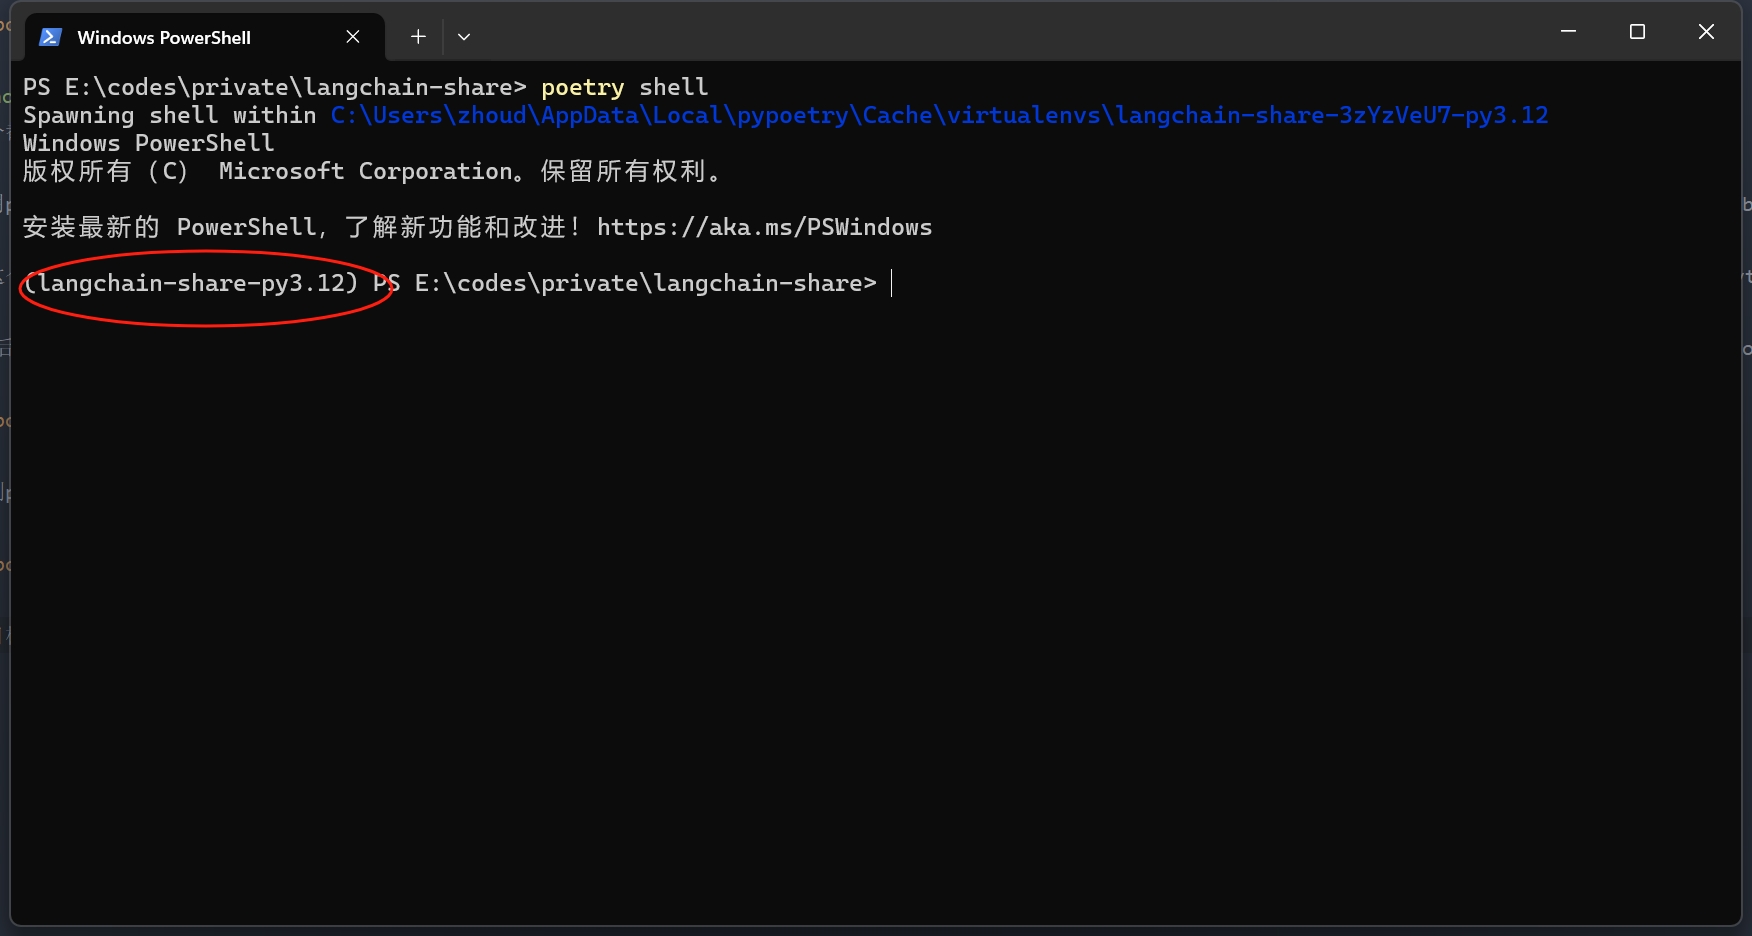 Windows PowerShell
PS E:\codes\private\langchain-share> poetry shell
Spawning shell within C:\Users\zhoud\AppData\Local\pypoetry\Cache\virtualenvs\langchain-share-3zYzVeU7-py3.12
Windows PowerShell
版权所有（C） Microsoft Corporation。保留所有权利。
安装最新的 PowerShell，了解新功能和改进！https://aka.ms/PSWindows
(langchain-share-py3.12) PS E:\codes\private\langchain-share>